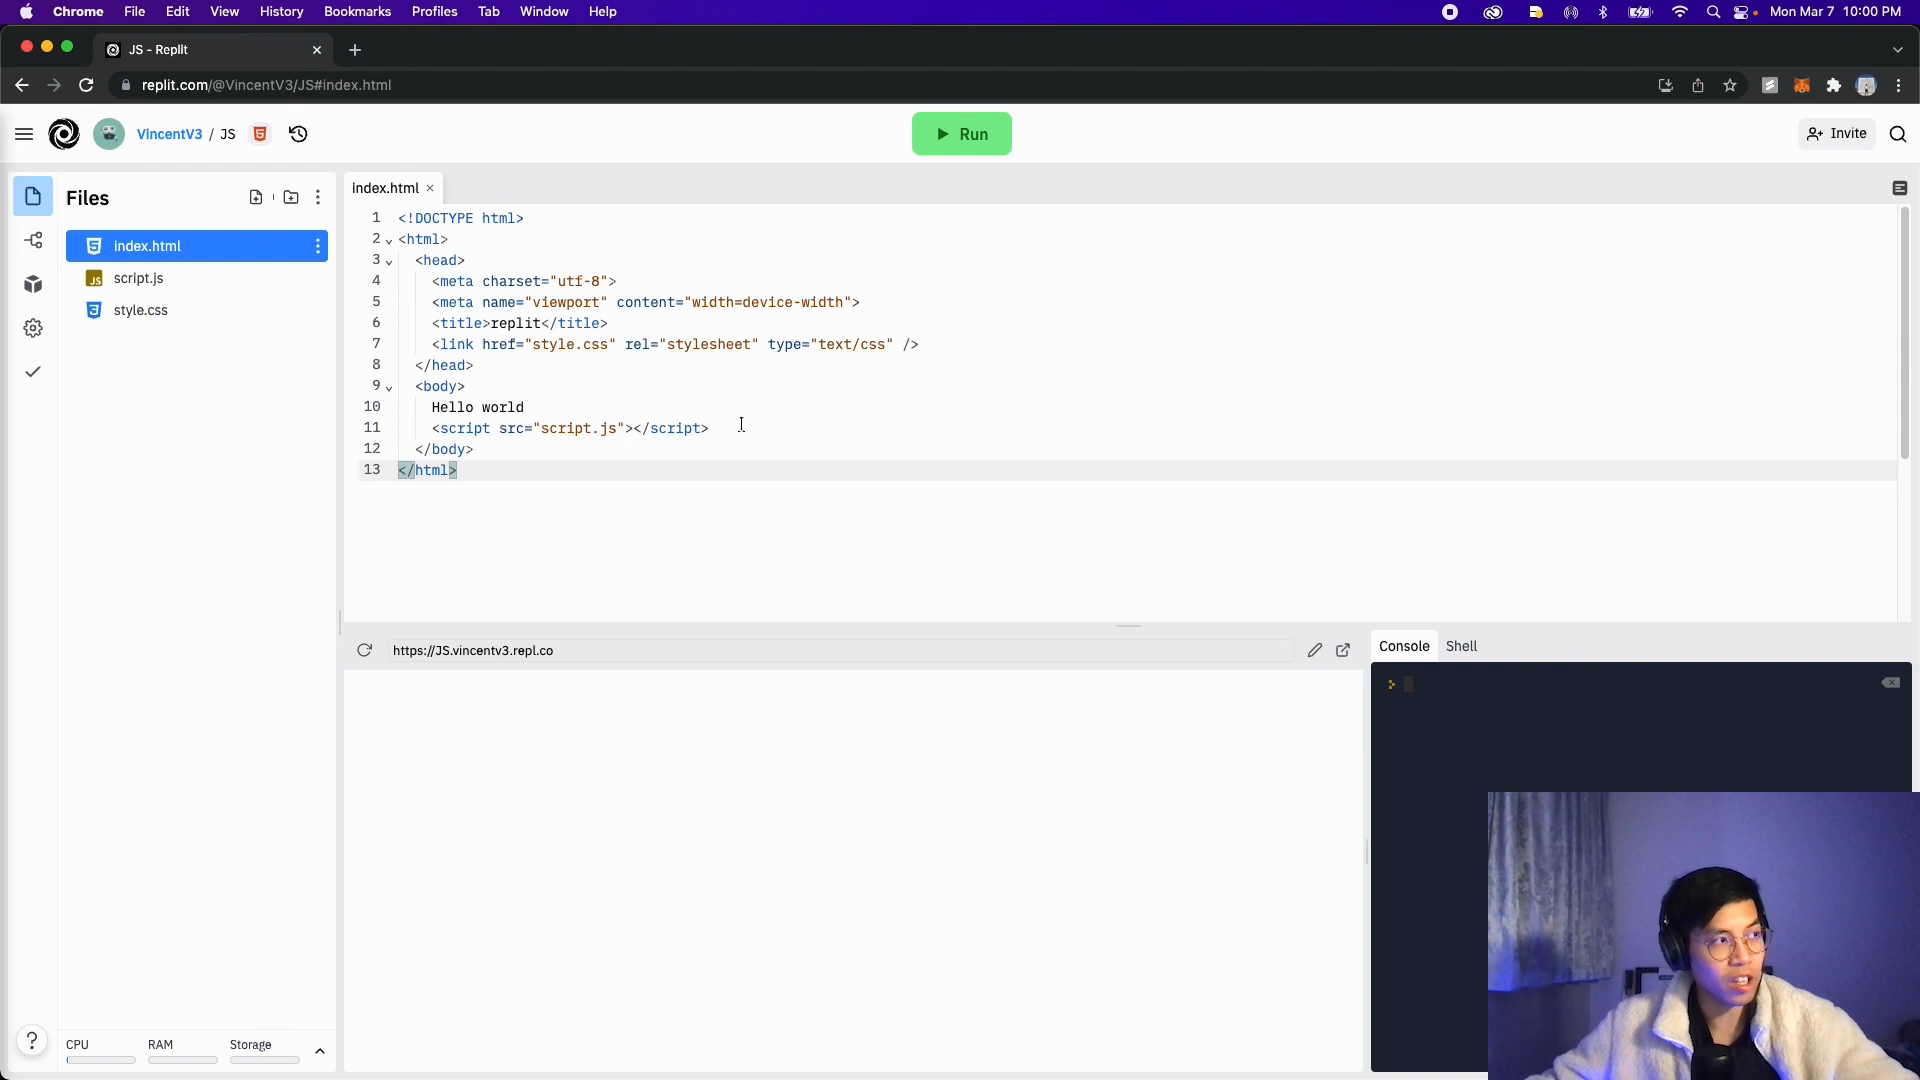 Chrome File Edit View History Bookmarks Profiles Tab Window Help Mon Mar 7 10:00 PM
JS - Replit
replit.com/@VincentV3/JS#index.html
VincentV3 / JS Run Invite
Files
index.html
script.js
style.css
index.html
1 <!DOCTYPE html>
2 <html>
3 <head>
4 <meta charset="utf-8">
5 <meta name="viewport" content="width=device-width">
6 <title>replit</title>
7 <link href="style.css" rel="stylesheet" type="text/css" />
8 </head>
9 <body>
10 Hello world
11 <script src="script.js"></script>
12 </body>
13 </html>
https://JS.vincentv3.repl.co
Console Shell
CPU RAM Storage
?